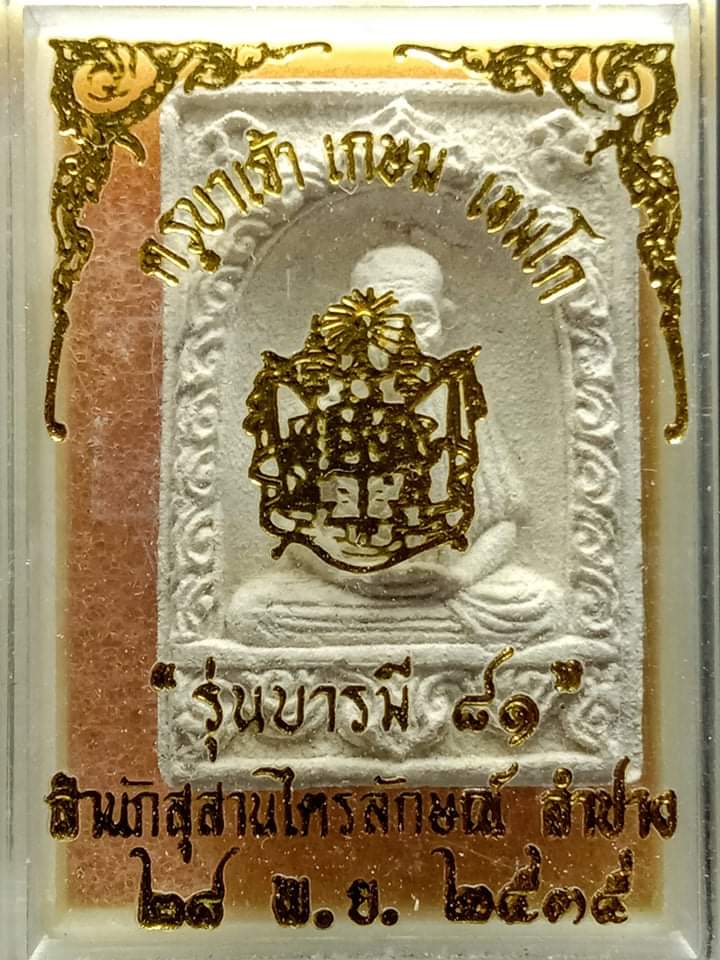 ครูบาเจ้า เกษม เขมโก
"รุ่นบารมี ๘๑"
สำนักสุสานไตรลักษณ์ ลำปาง
๒๘ พ.ย. ๒๕๓๕